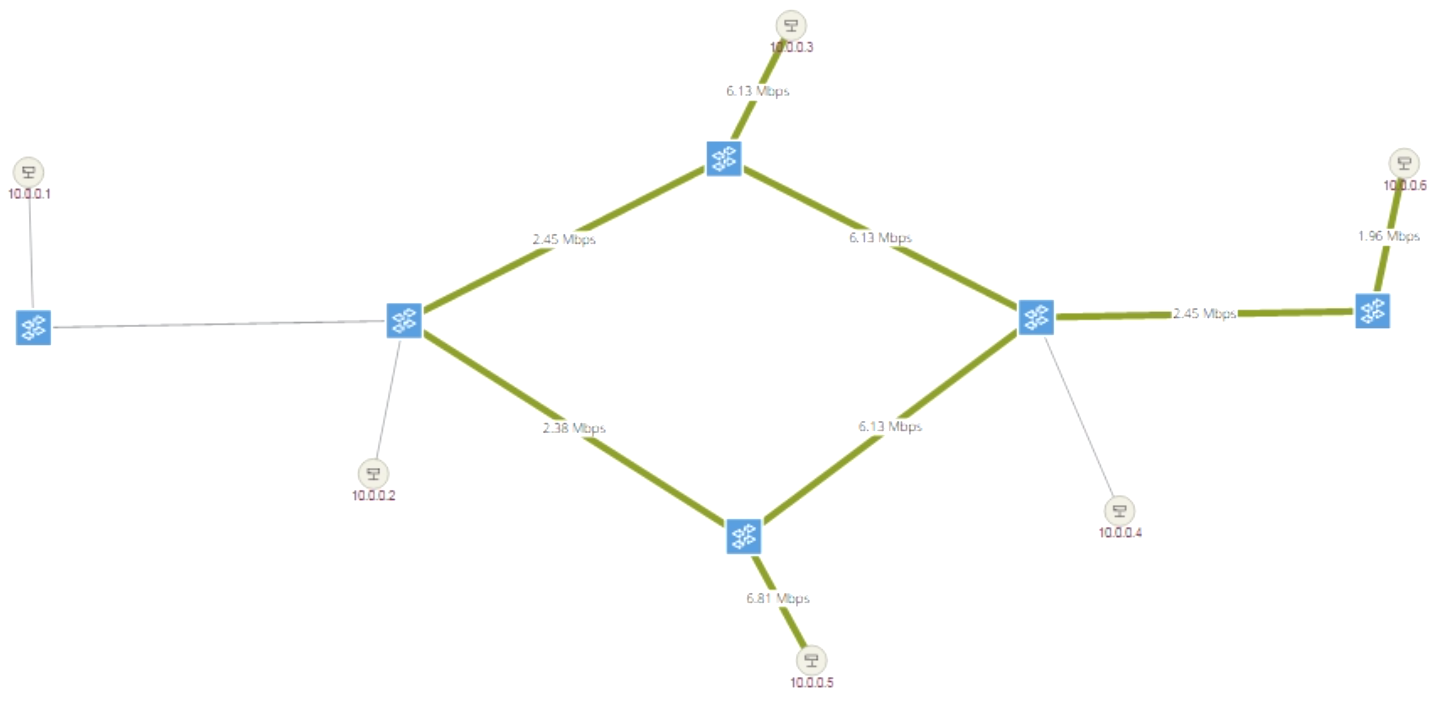 10.0.0.3
6.13 Mbps
10.0.0.1
10.0.0.6
2.45 Mbps
6.13 Mbps
1.96 Mbps
2.45 Mbps
2.38 Mbps
6.13 Mbps
10.0.0.2
10.0.0.4
6.81 Mbps
10.0.0.5